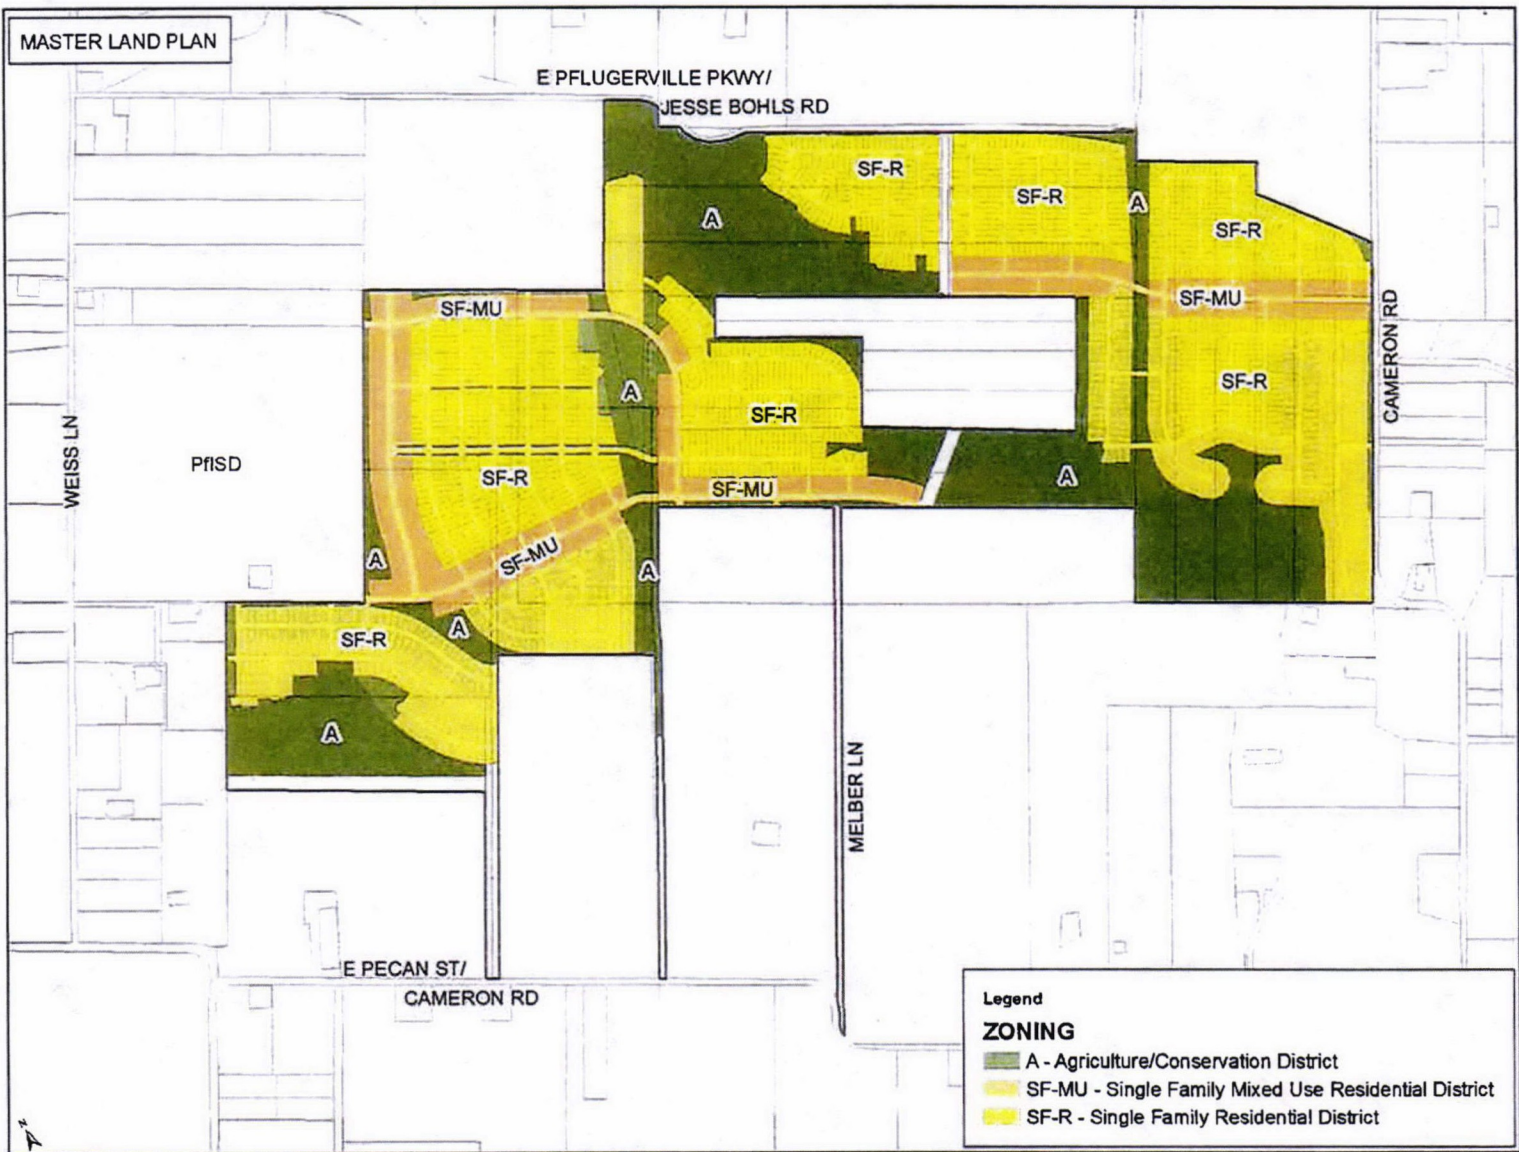 MASTER LAND PLAN
E PFLUGERVILLE PKWY/
JESSE BOHLS RD
SF-R
SF-R
A
SF-R
A
SF-MU
SF-MU
CAMERON RD
SF-R
A
SF-R
WEISS LN
PfISD
SF-R
A
SF-MU
SF-MU
A
A
A
SF-R
A
MELBER LN
E PECAN ST/
CAMERON RD
Legend
ZONING
A - Agriculture/Conservation District
SF-MU - Single Family Mixed Use Residential District
SF-R - Single Family Residential District
N